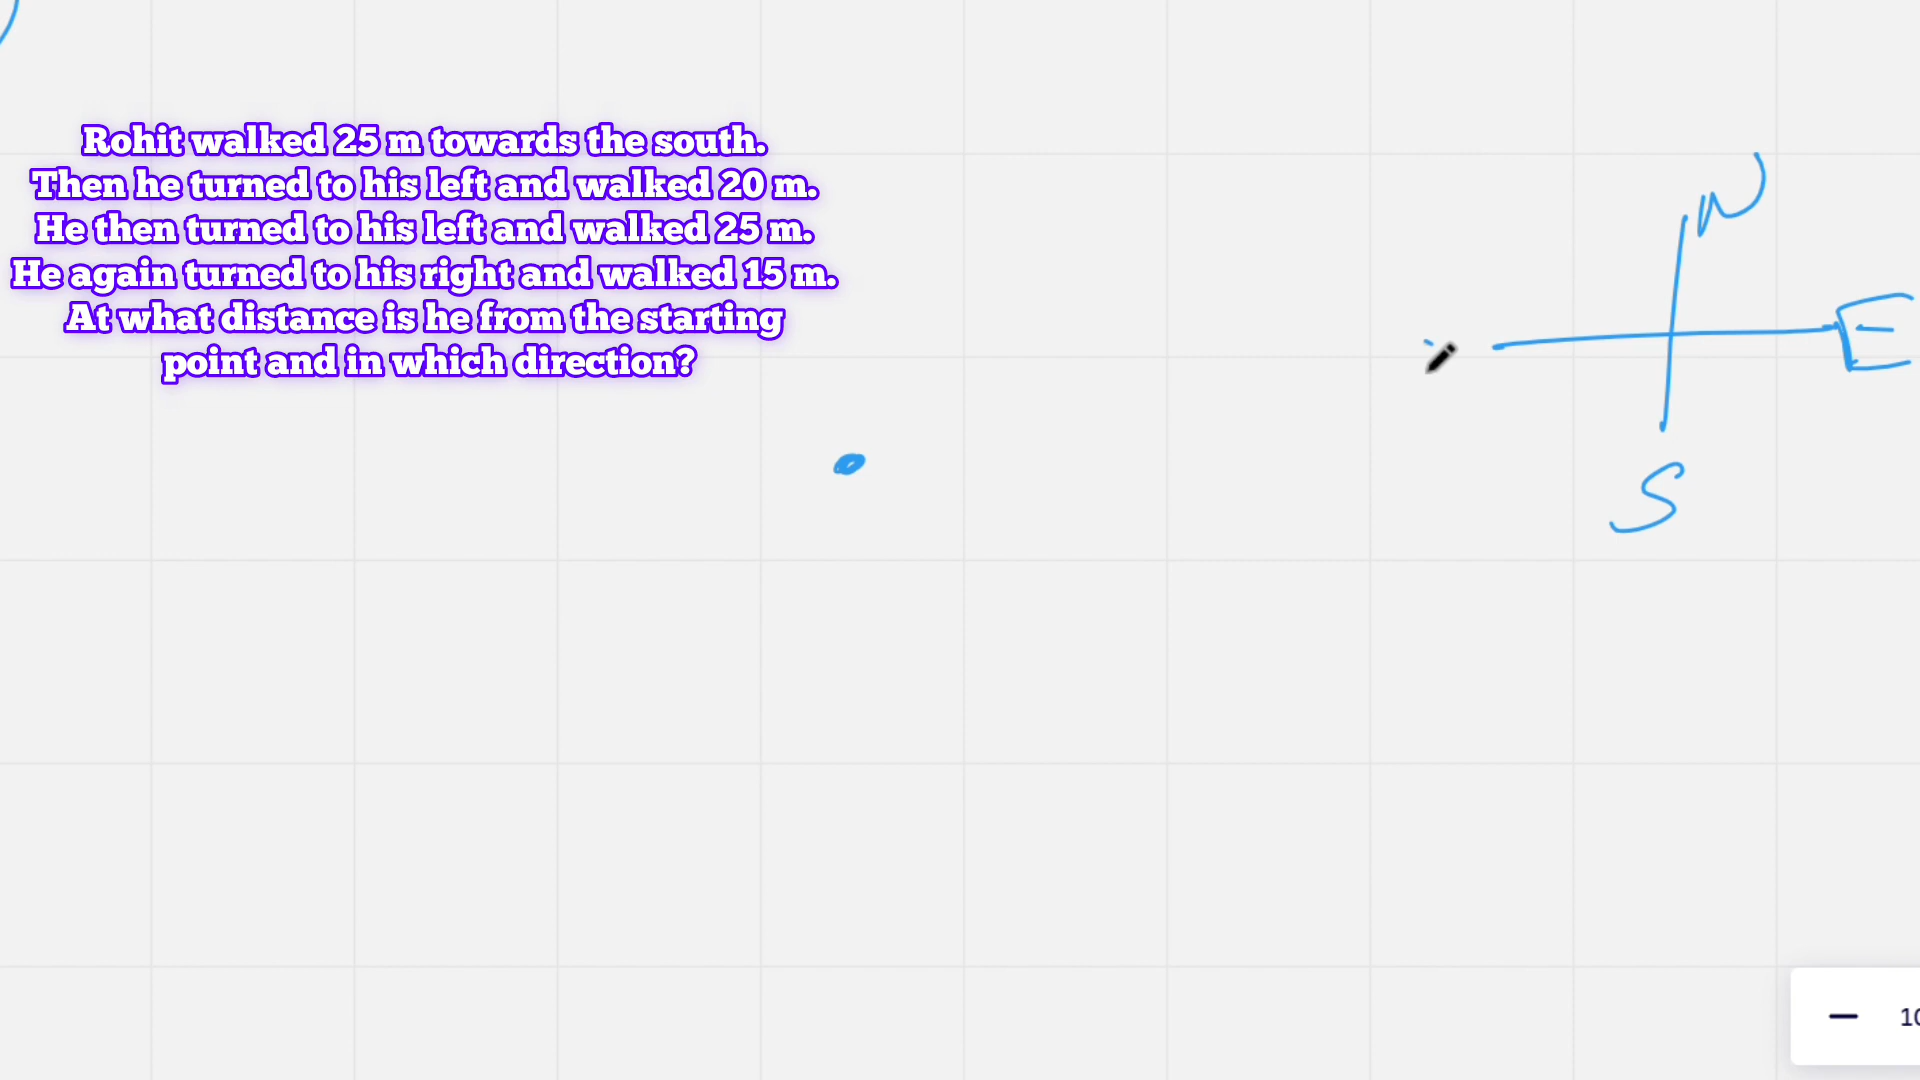 Rohit walked 25 m towards the south.
Then he turned to his left and walked 20 m.
He then turned to his left and walked 25 m.
He again turned to his right and walked 15 m.
At what distance is he from the starting
point and in which direction?
N
E
S
10